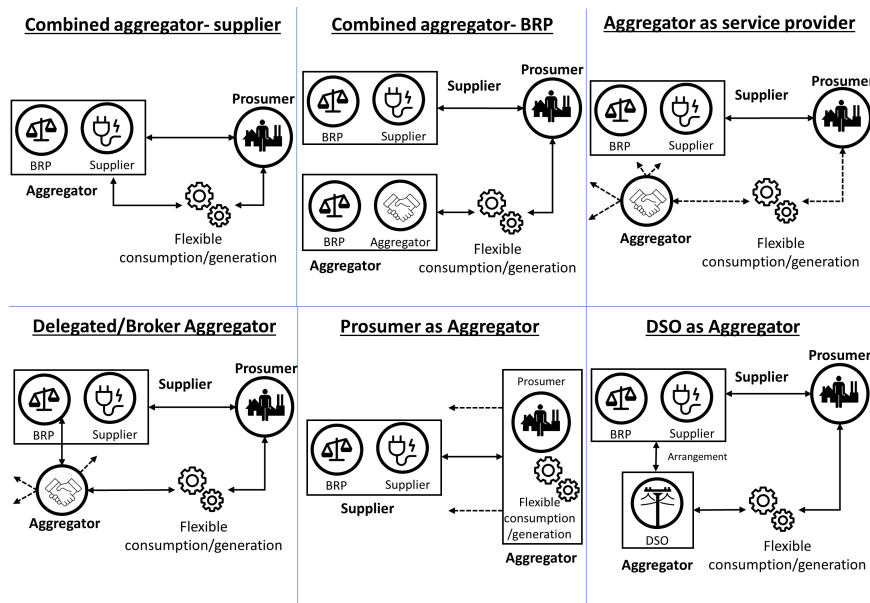 Combined aggregator- supplier
Prosumer
BRP
Supplier
Aggregator
Flexible
consumption/generation
Combined aggregator- BRP
Supplier
Prosumer
BRP
Supplier
BRP
Aggregator
Aggregator
Flexible
consumption/generation
Aggregator as service provider
Supplier
Prosumer
BRP
Supplier
Aggregator
Flexible
consumption/generation
Delegated/Broker Aggregator
Prosumer
Supplier
BRP
Supplier
Aggregator
Flexible
consumption/generation
Prosumer as Aggregator
Prosumer
BRP
Supplier
Supplier
Flexible
consumption
/generation
Aggregator
DSO as Aggregator
Prosumer
Supplier
BRP
Supplier
Arrangement
DSO
Aggregator
Flexible
consumption/generation